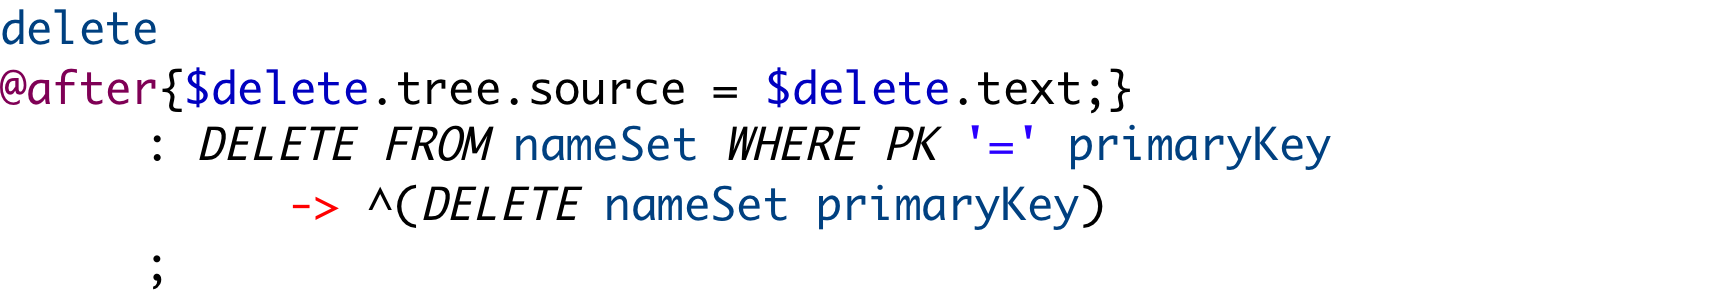 delete
@after{$delete.tree.source = $delete.text;}
: DELETE FROM nameSet WHERE PK '=' primaryKey
-> ^(DELETE nameSet primaryKey)
;